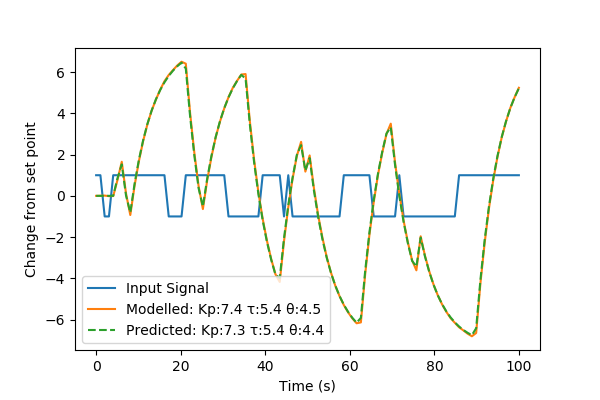 6
4
2
0
−2
−4
−6
Change from set point
Input Signal
Modelled: Kp:7.4 τ:5.4 θ:4.5
Predicted: Kp:7.3 τ:5.4 θ:4.4
0 20 40 60 80 100
Time (s)